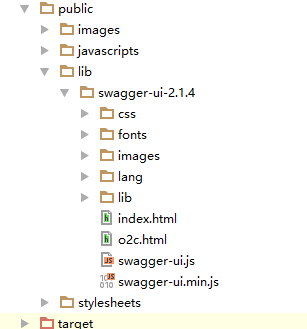 public
images
javascripts
lib
swagger-ui-2.1.4
css
fonts
images
lang
lib
index.html
o2c.html
swagger-ui.js
swagger-ui.min.js
stylesheets
target